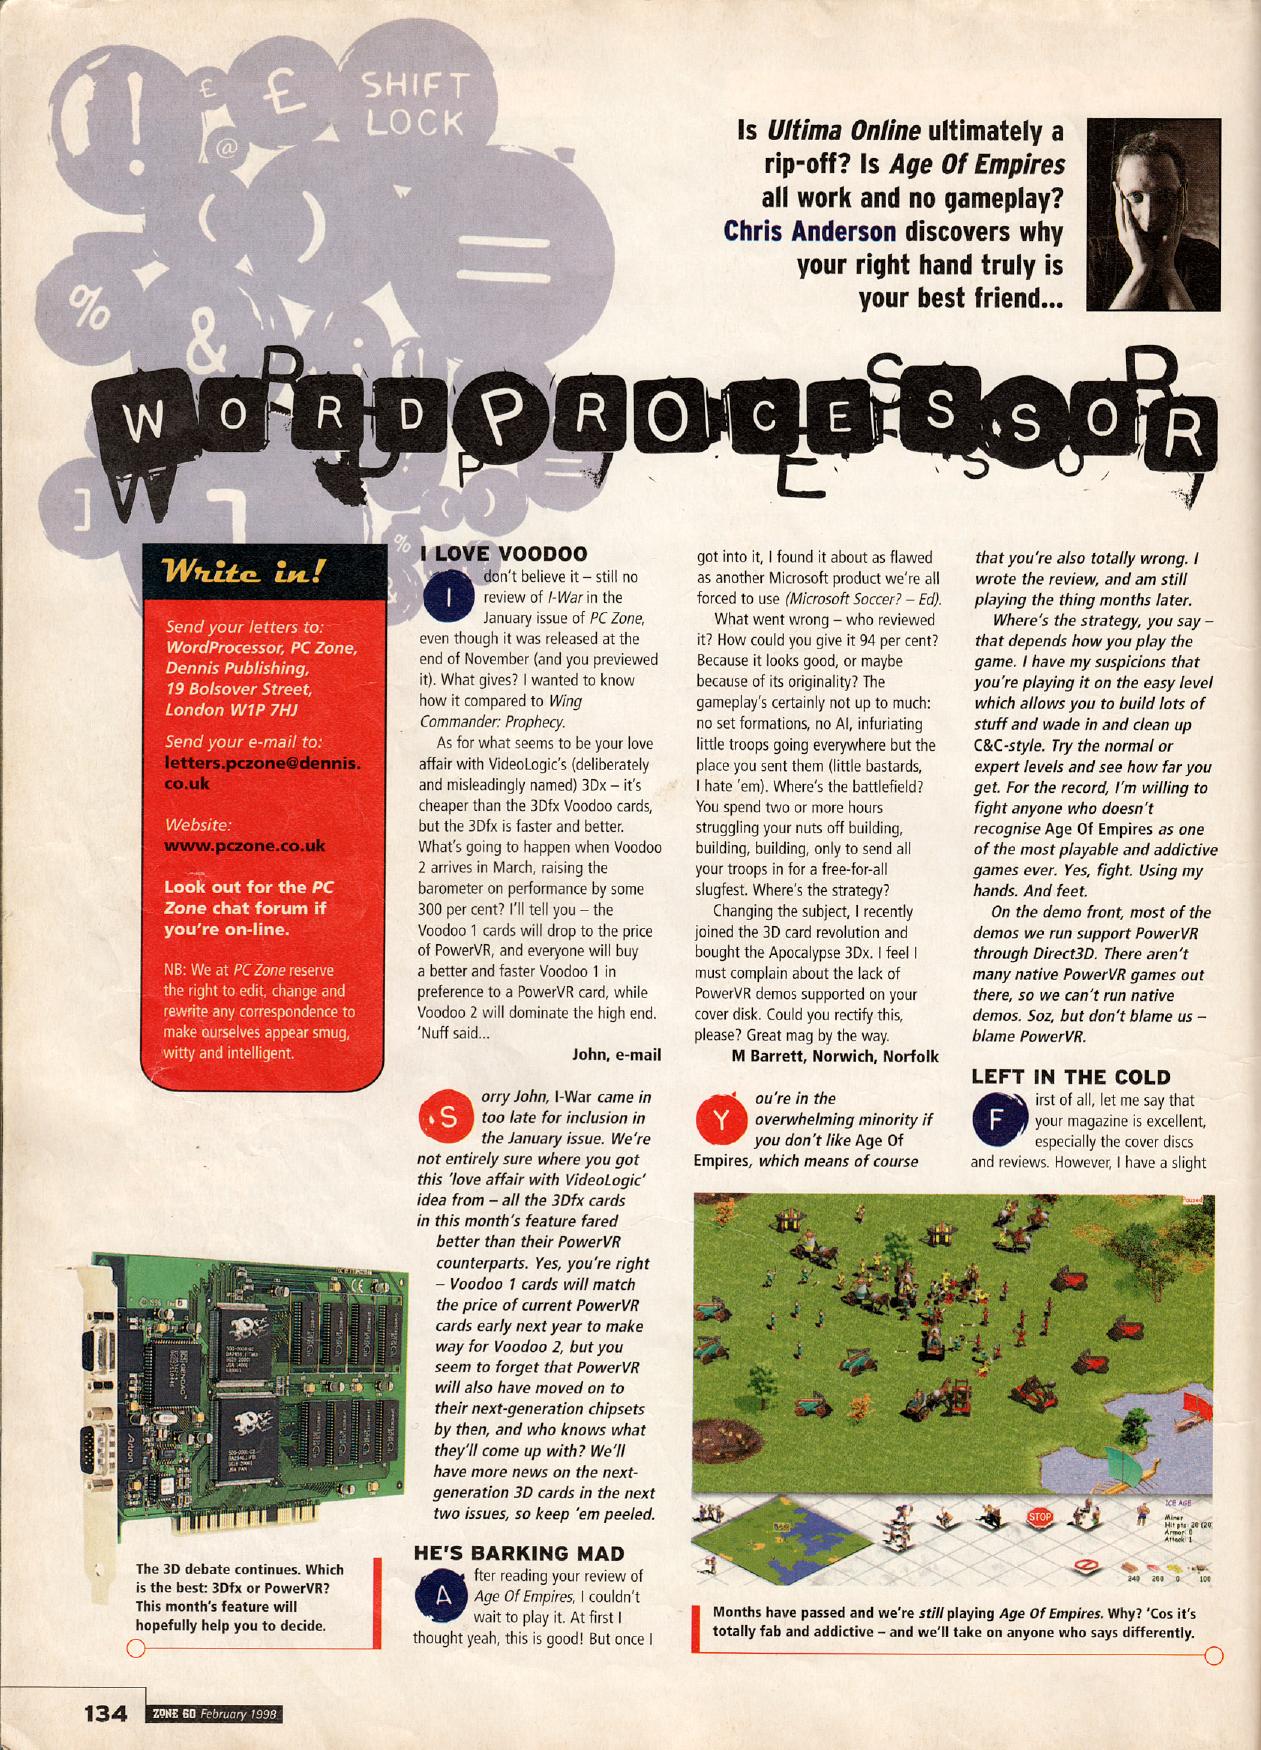 !
£
£
SHIFT
LOCK
@
( )
=
%
&
Is Ultima Online ultimately a
rip-off? Is Age Of Empires
all work and no gameplay?
Chris Anderson discovers why
your right hand truly is
your best friend...
WORDPROCESSOR
Write in!
Send your letters to:
WordProcessor, PC Zone,
Dennis Publishing,
19 Bolsover Street,
London W1P 7HJ
Send your e-mail to:
letters.pczone@dennis.
co.uk
Website:
www.pczone.co.uk
Look out for the PC
Zone chat forum if
you're on-line.
NB: We at PC Zone reserve
the right to edit, change and
rewrite any correspondence to
make ourselves appear smug,
witty and intelligent.
I LOVE VOODOO
I don't believe it – still no
review of I-War in the
January issue of PC Zone,
even though it was released at the
end of November (and you previewed
it). What gives? I wanted to know
how it compared to Wing
Commander: Prophecy.
As for what seems to be your love
affair with VideoLogic's (deliberately
and misleadingly named) 3Dx – it's
cheaper than the 3Dfx Voodoo cards,
but the 3Dfx is faster and better.
What's going to happen when Voodoo
2 arrives in March, raising the
barometer on performance by some
300 per cent? I'll tell you – the
Voodoo 1 cards will drop to the price
of PowerVR, and everyone will buy
a better and faster Voodoo 1 in
preference to a PowerVR card, while
Voodoo 2 will dominate the high end.
'Nuff said...
John, e-mail
Sorry John, I-War came in
too late for inclusion in
the January issue. We're
not entirely sure where you got
this 'love affair with VideoLogic'
idea from – all the 3Dfx cards
in this month's feature fared
better than their PowerVR
counterparts. Yes, you're right
– Voodoo 1 cards will match
the price of current PowerVR
cards early next year to make
way for Voodoo 2, but you
seem to forget that PowerVR
will also have moved on to
their next-generation chipsets
by then, and who knows what
they'll come up with? We'll
have more news on the next-
generation 3D cards in the next
two issues, so keep 'em peeled.
HE'S BARKING MAD
After reading your review of
Age Of Empires, I couldn't
wait to play it. At first I
thought yeah, this is good! But once I
got into it, I found it about as flawed
as another Microsoft product we're all
forced to use (Microsoft Soccer? – Ed).
What went wrong – who reviewed
it? How could you give it 94 per cent?
Because it looks good, or maybe
because of its originality? The
gameplay's certainly not up to much:
no set formations, no AI, infuriating
little troops going everywhere but the
place you sent them (little bastards,
I hate 'em). Where's the battlefield?
You spend two or more hours
struggling your nuts off building,
building, building, only to send all
your troops in for a free-for-all
slugfest. Where's the strategy?
Changing the subject, I recently
joined the 3D card revolution and
bought the Apocalypse 3Dx. I feel I
must complain about the lack of
PowerVR demos supported on your
cover disk. Could you rectify this,
please? Great mag by the way.
M Barrett, Norwich, Norfolk
You're in the
overwhelming minority if
you don't like Age Of
Empires, which means of course
that you're also totally wrong. I
wrote the review, and am still
playing the thing months later.
Where's the strategy, you say –
that depends how you play the
game. I have my suspicions that
you're playing it on the easy level
which allows you to build lots of
stuff and wade in and clean up
C&C-style. Try the normal or
expert levels and see how far you
get. For the record, I'm willing to
fight anyone who doesn't
recognise Age Of Empires as one
of the most playable and addictive
games ever. Yes, fight. Using my
hands. And feet.
On the demo front, most of the
demos we run support PowerVR
through Direct3D. There aren't
many native PowerVR games out
there, so we can't run native
demos. Soz, but don't blame us –
blame PowerVR.
LEFT IN THE COLD
First of all, let me say that
your magazine is excellent,
especially the cover discs
and reviews. However, I have a slight
Paused
STOP
ICE AGE
Miner
Hit pts: 20 (20
Armor: 0
Attack: 1
240 260 0 100
The 3D debate continues. Which
is the best: 3Dfx or PowerVR?
This month's feature will
hopefully help you to decide.
Months have passed and we're still playing Age Of Empires. Why? 'Cos it's
totally fab and addictive – and we'll take on anyone who says differently.
134 ZONE 60 February 1998